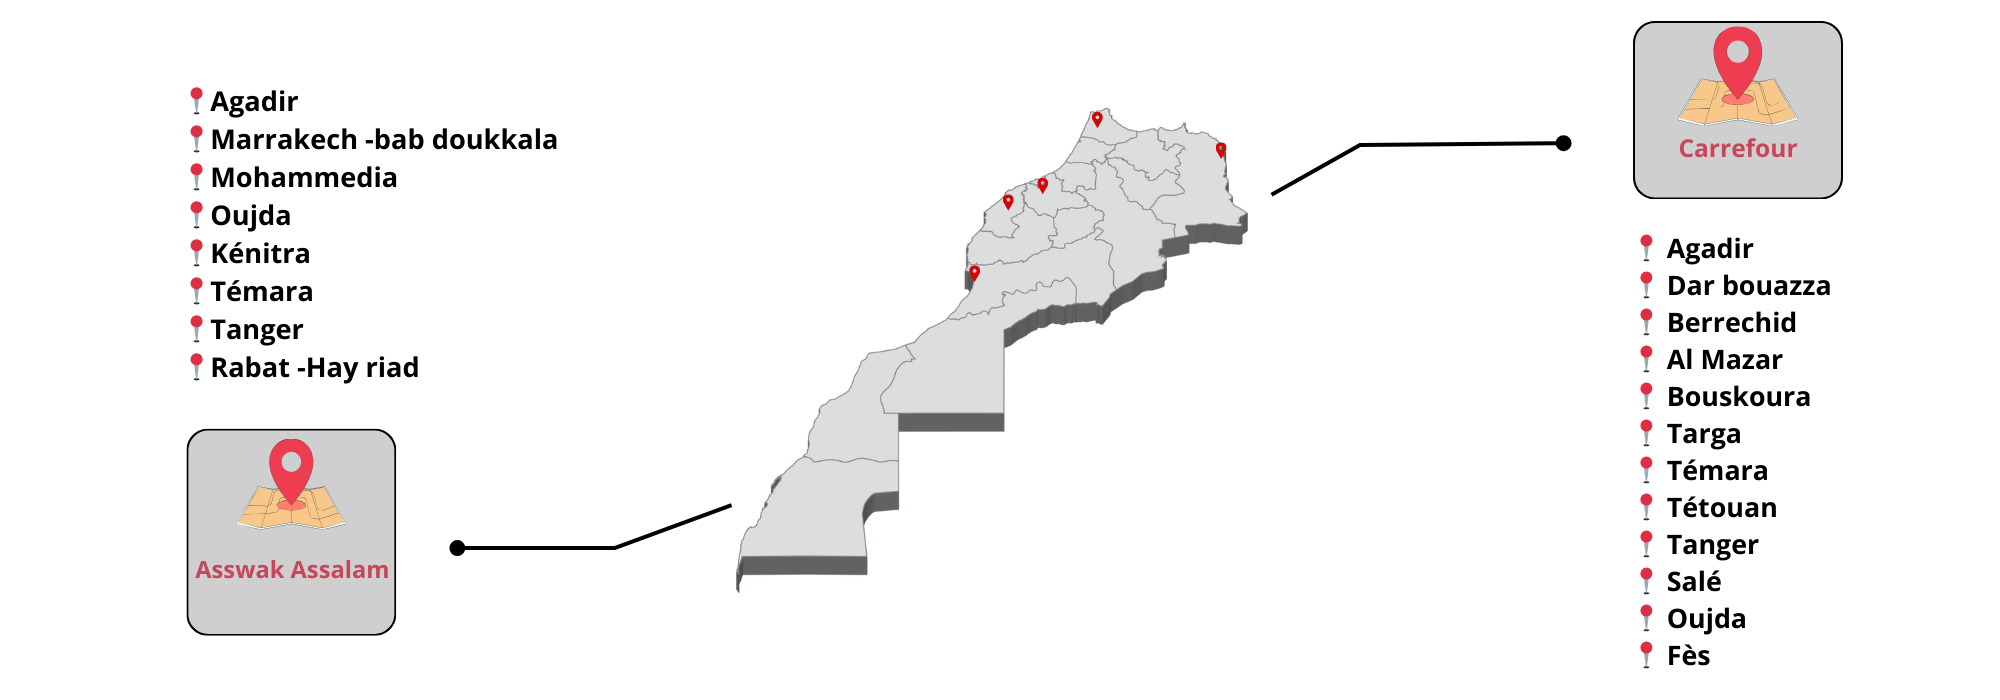 Agadir
Marrakech -bab doukkala
Mohammedia
Oujda
Kénitra
Témara
Tanger
Rabat -Hay riad
Asswak Assalam
Carrefour
Agadir
Dar bouazza
Berrechid
Al Mazar
Bouskoura
Targa
Témara
Tétouan
Tanger
Salé
Oujda
Fès